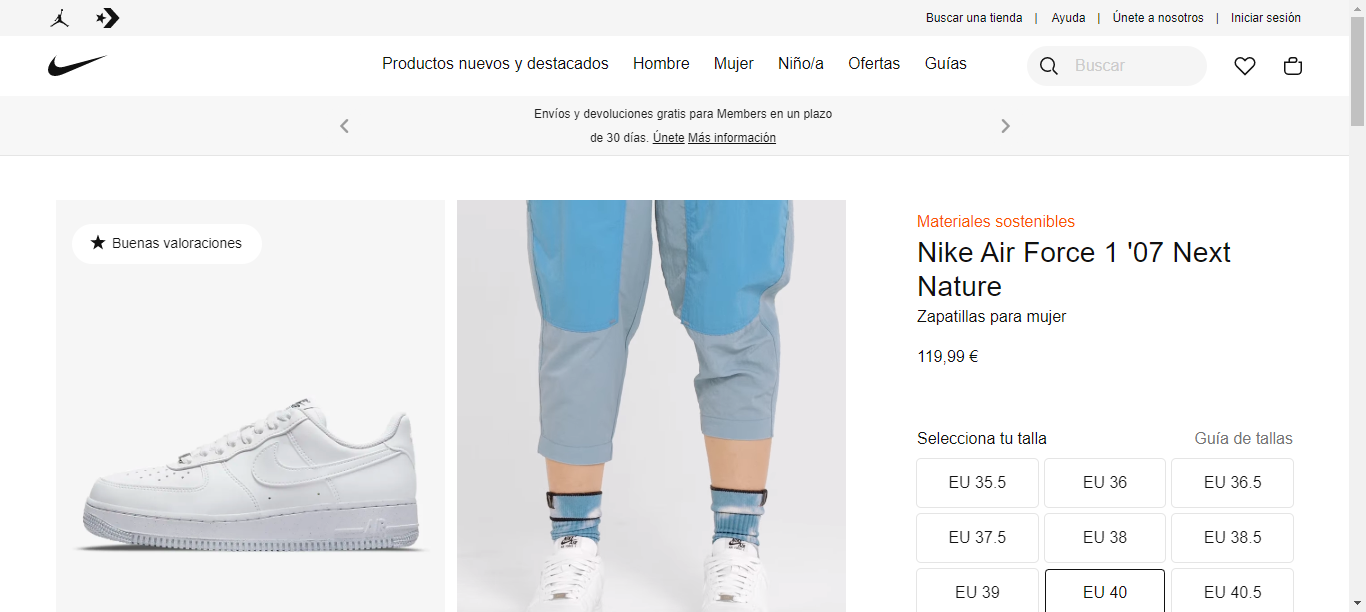 Buscar una tienda | Ayuda | Únete a nosotros | Iniciar sesión
Productos nuevos y destacados Hombre Mujer Niño/a Ofertas Guías Buscar
Envíos y devoluciones gratis para Members en un plazo
de 30 días. Únete Más información
★ Buenas valoraciones
Materiales sostenibles
Nike Air Force 1 '07 Next
Nature
Zapatillas para mujer
119,99 €
Selecciona tu talla Guía de tallas
EU 35.5 EU 36 EU 36.5
EU 37.5 EU 38 EU 38.5
EU 39 EU 40 EU 40.5